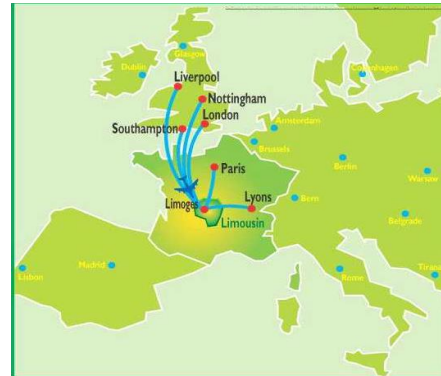 Glasgow
Dublin
Copenhagen
Liverpool
Nottingham
London
Southampton
Amsterdam
Brussels
Berlin
Warsaw
Paris
Limoges
Lyons
Bern
Limousin
Belgrade
Madrid
Lisbon
Rome
Tirana